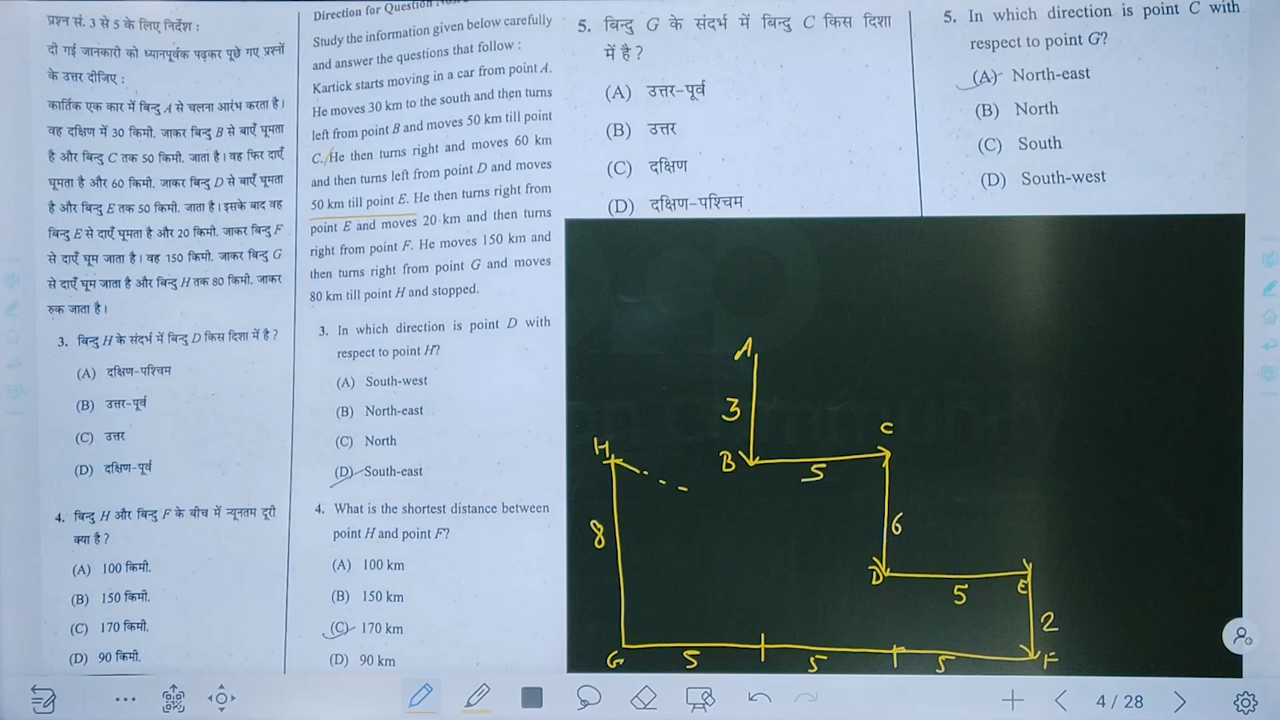 प्रश्न सं. 3 से 5 के लिए निर्देश :
दी गई जानकारी को ध्यानपूर्वक पढ़कर पूछे गए प्रश्नों
के उत्तर दीजिए :
कार्तिक एक कार में बिन्दु A से चलना आरंभ करता है।
वह दक्षिण में 30 किमी. जाकर बिन्दु B से बाएँ घूमता
है और बिन्दु C तक 50 किमी. जाता है। वह फिर दाएँ
घूमता है और 60 किमी. जाकर बिन्दु D से बाएँ घूमता
है और बिन्दु E तक 50 किमी. जाता है। इसके बाद वह
बिन्दु E से दाएँ घूमता है और 20 किमी. जाकर बिन्दु F
से दाएँ घूम जाता है। वह 150 किमी. जाकर बिन्दु G
से दाएँ घूम जाता है और बिन्दु H तक 80 किमी. जाकर
रुक जाता है।
3. बिन्दु H के संदर्भ में बिन्दु D किस दिशा में है ?
(A) दक्षिण-पश्चिम
(B) उत्तर-पूर्व
(C) उत्तर
(D) दक्षिण-पूर्व
4. बिन्दु H और बिन्दु F के बीच में न्यूनतम दूरी
क्या है ?
(A) 100 किमी.
(B) 150 किमी.
(C) 170 किमी.
(D) 90 किमी.
Direction for Question
Study the information given below carefully
and answer the questions that follow :
Kartick starts moving in a car from point A.
He moves 30 km to the south and then turns
left from point B and moves 50 km till point
C. He then turns right and moves 60 km
and then turns left from point D and moves
50 km till point E. He then turns right from
point E and moves 20 km and then turns
right from point F. He moves 150 km and
then turns right from point G and moves
80 km till point H and stopped.
3. In which direction is point D with
respect to point H?
(A) South-west
(B) North-east
(C) North
(D) South-east
4. What is the shortest distance between
point H and point F?
(A) 100 km
(B) 150 km
(C) 170 km
(D) 90 km
5. बिन्दु G के संदर्भ में बिन्दु C किस दिशा
में है ?
(A) उत्तर-पूर्व
(B) उत्तर
(C) दक्षिण
(D) दक्षिण-पश्चिम
5. In which direction is point C with
respect to point G?
(A) North-east
(B) North
(C) South
(D) South-west
A
3
B
5
C
H
8
6
D
5
E
2
G
5
5
5
F
4 / 28